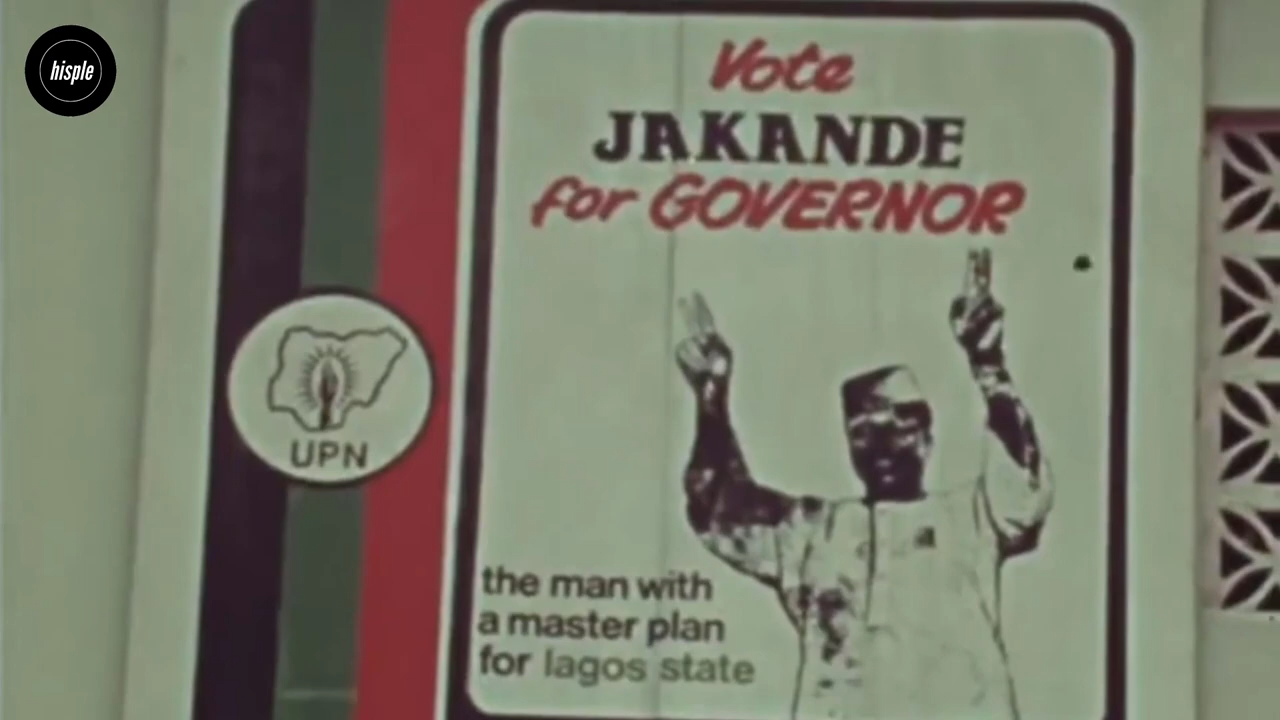 hisple
Vote
JAKANDE
for GOVERNOR
UPN
the man with
a master plan
for lagos state